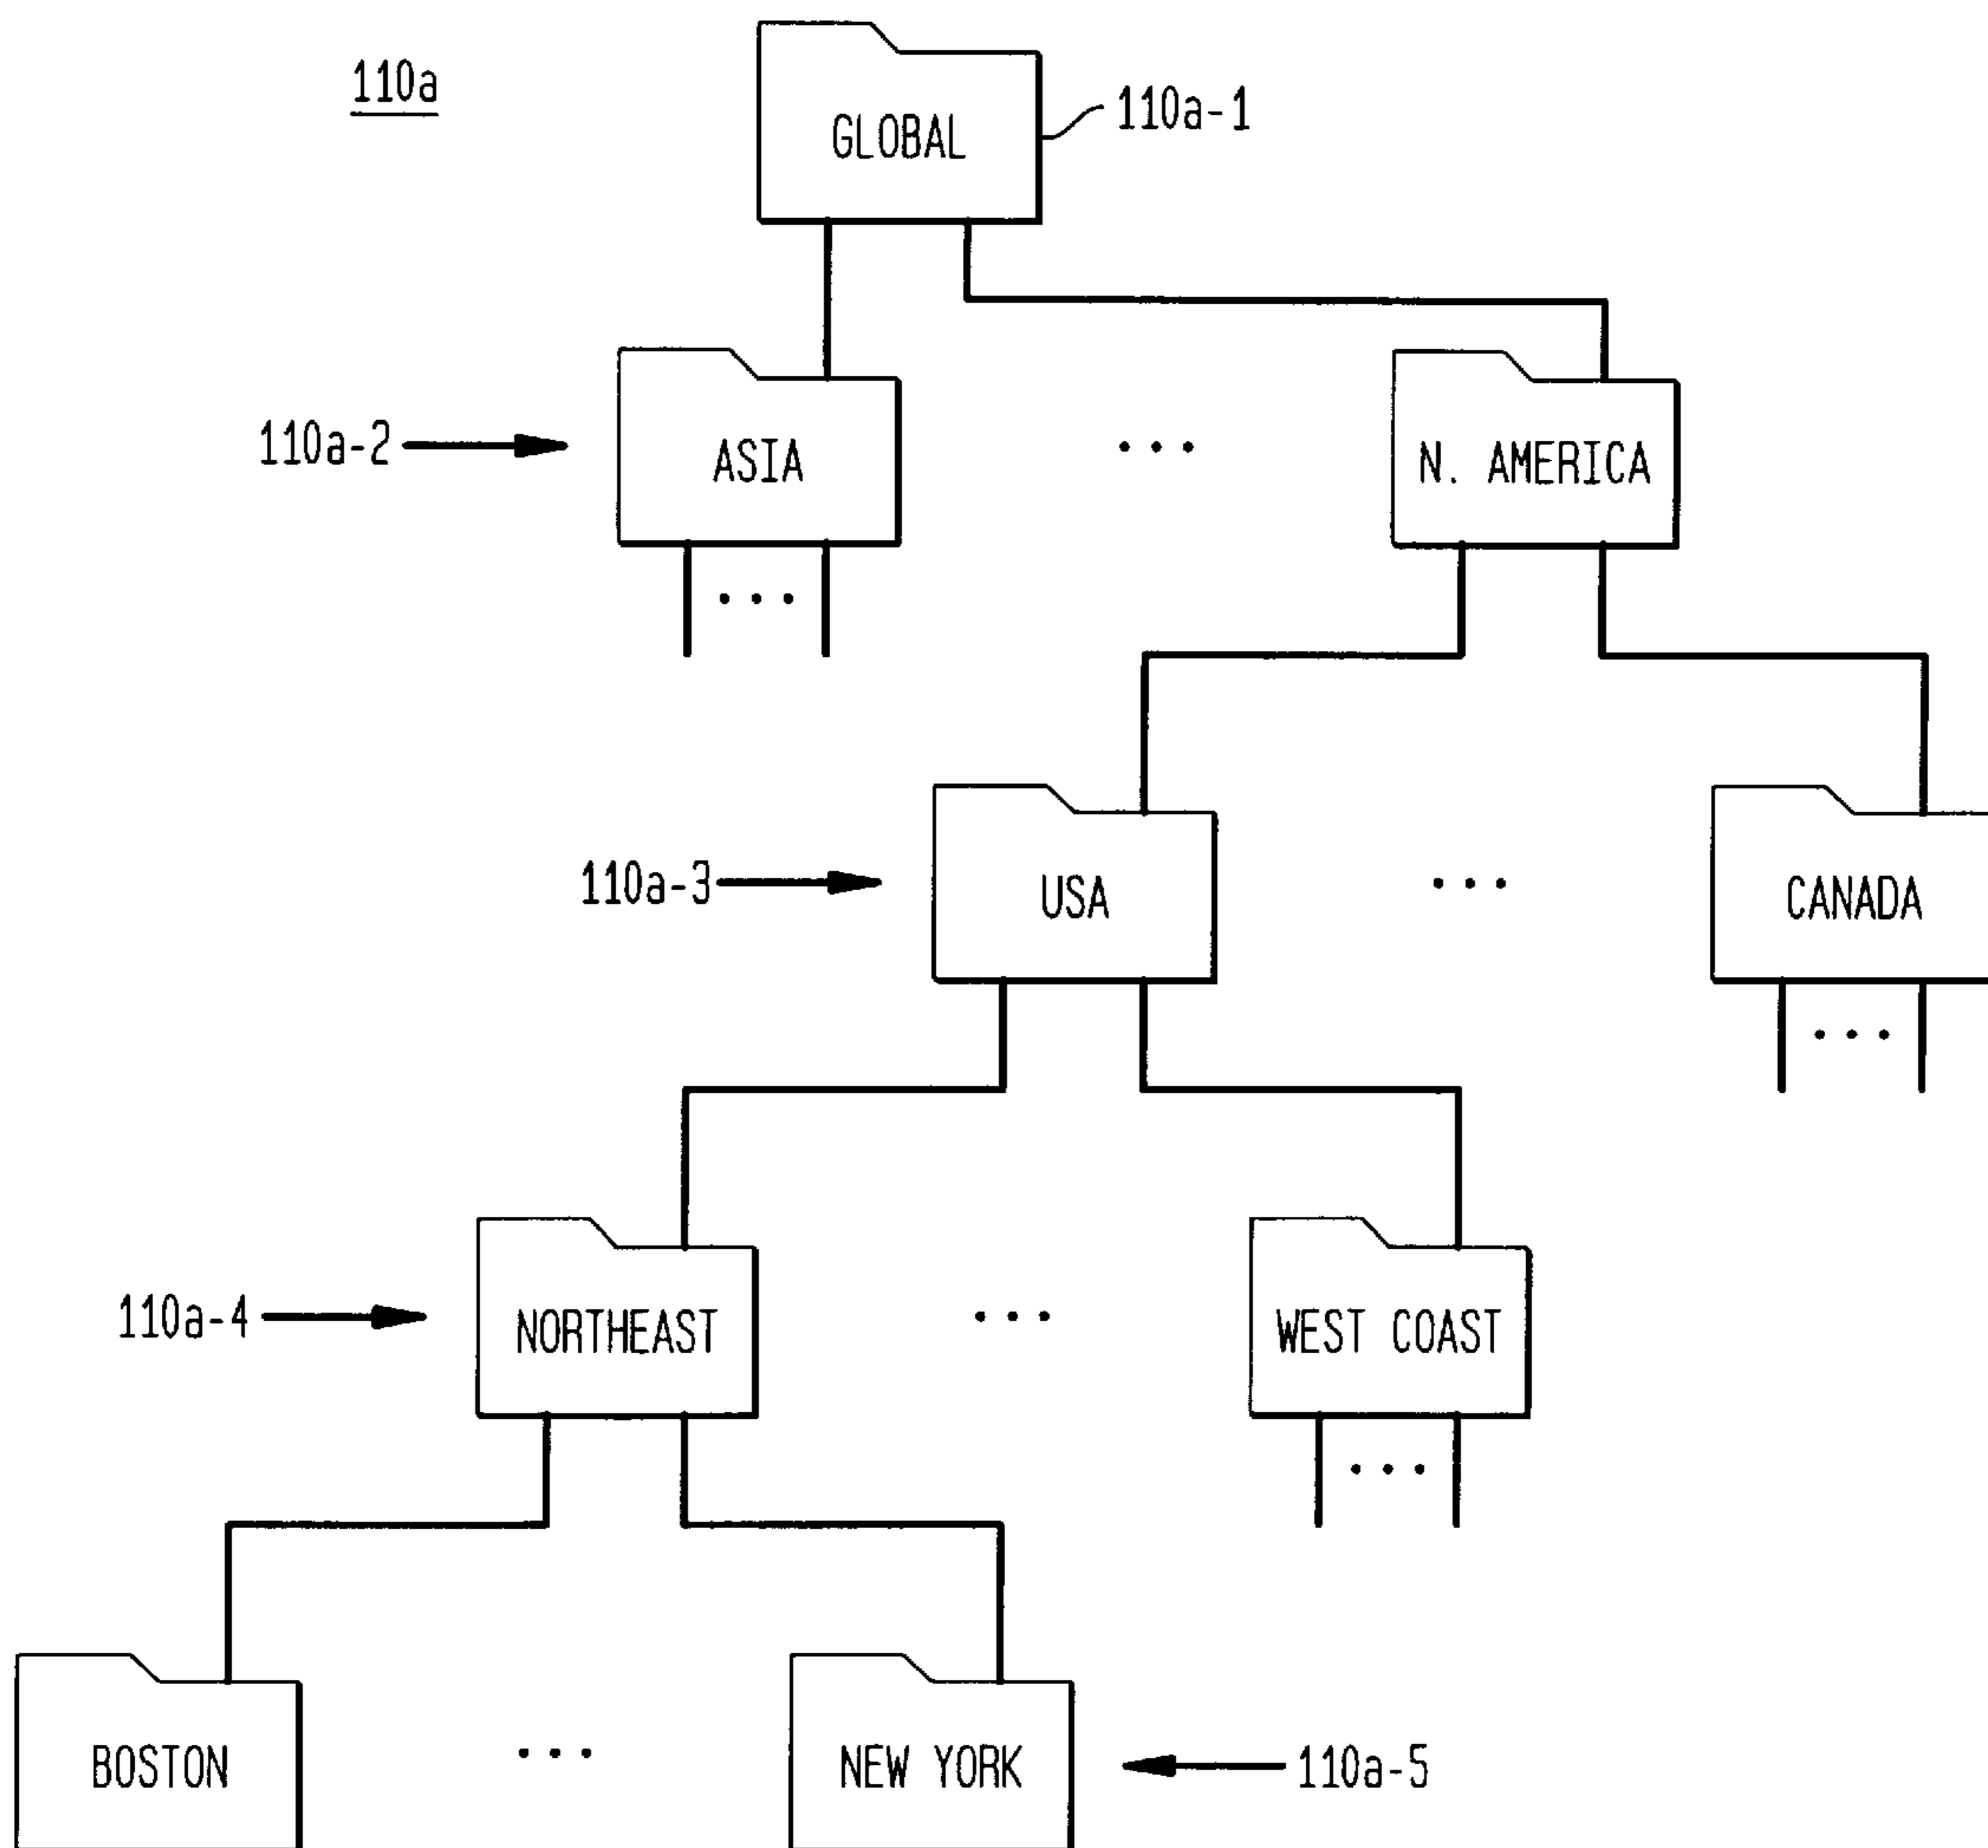 110a
GLOBAL
110a-1
110a-2
ASIA
...
N. AMERICA
...
110a-3
USA
...
CANADA
...
110a-4
NORTHEAST
...
WEST COAST
...
BOSTON
...
NEW YORK
110a-5